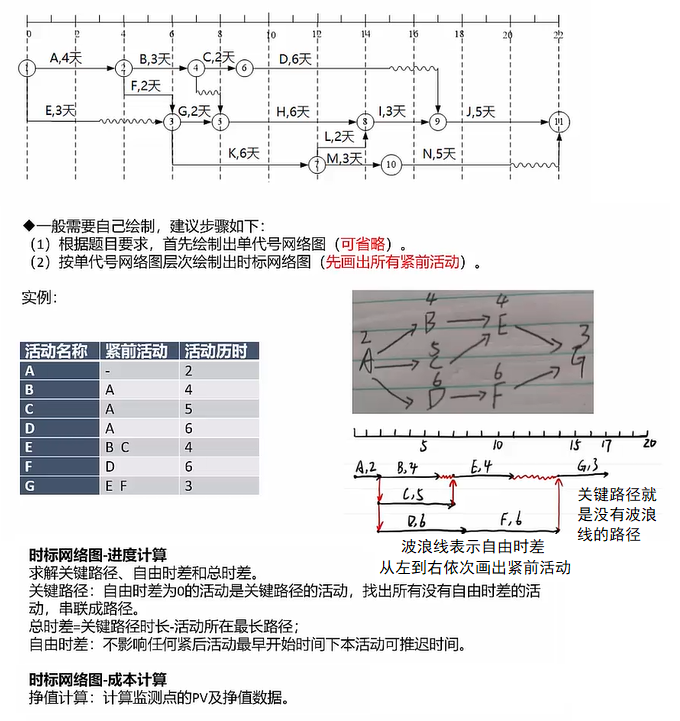 0 2 4 6 8 10 12 14 16 18 20 22
A,4天 B,3天 C,2天 D,6天
1 2 4 6
F,2天
E,3天 G,2天 H,6天 I,3天 J,5天
3 5 8 9 11
L,2天
K,6天 M,3天 N,5天
7 10
◆一般需要自己绘制，建议步骤如下：
（1）根据题目要求，首先绘制出单代号网络图（可省略）。
（2）按单代号网络图层次绘制出时标网络图（先画出所有紧前活动）。
实例：
活动名称 紧前活动 活动历时
A - 2
B A 4
C A 5
D A 6
E B C 4
F D 6
G E F 3
4 4
B E
2 5 3
A C G
6 6
D F
5 10 15 17 20
A,2 B,4 E,4 G,3
C,5
D,6 F,6
关键路径就
是没有波浪
线的路径
波浪线表示自由时差
从左到右依次画出紧前活动
时标网络图-进度计算
求解关键路径、自由时差和总时差。
关键路径：自由时差为0的活动是关键路径的活动，找出所有没有自由时差的活
动，串联成路径。
总时差=关键路径时长-活动所在最长路径；
自由时差：不影响任何紧后活动最早开始时间下本活动可推迟时间。
时标网络图-成本计算
挣值计算：计算监测点的PV及挣值数据。